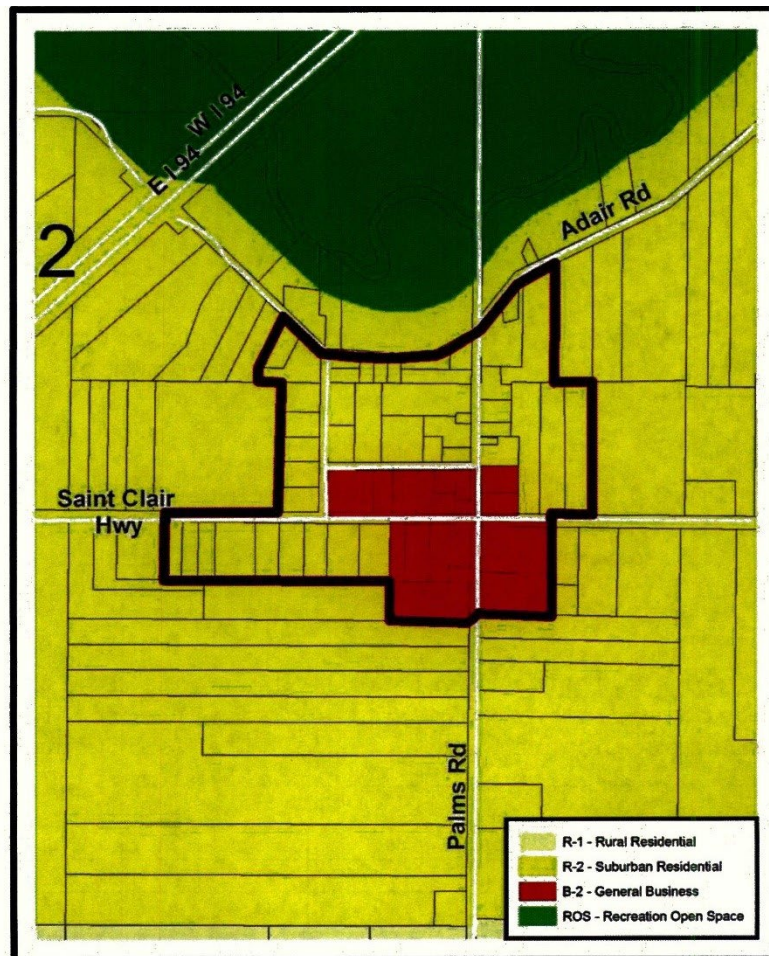 W I 94
E I 94
Adair Rd
2
Saint Clair
Hwy
Palms Rd
R-1 - Rural Residential
R-2 - Suburban Residential
B-2 - General Business
ROS - Recreation Open Space